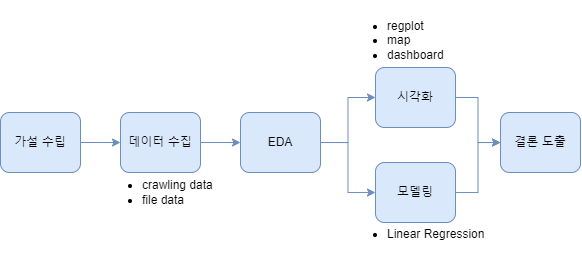 • regplot
• map
• dashboard
시각화
가설 수립
데이터 수집
EDA
결론 도출
• crawling data
• file data
모델링
• Linear Regression